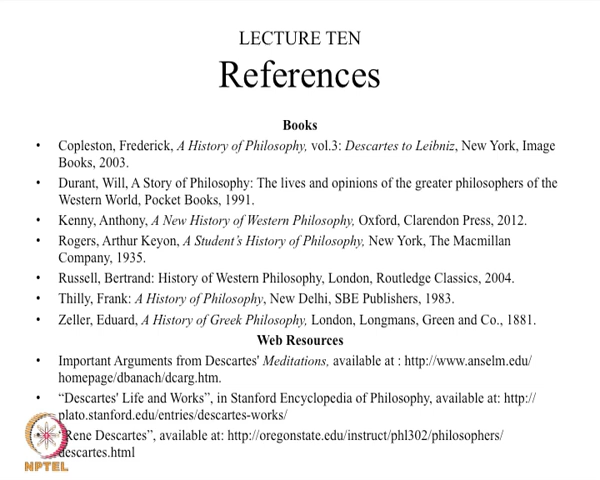 LECTURE TEN
References
Books
• Copleston, Frederick, A History of Philosophy, vol.3: Descartes to Leibniz, New York, Image
Books, 2003.
• Durant, Will, A Story of Philosophy: The lives and opinions of the greater philosophers of the
Western World, Pocket Books, 1991.
• Kenny, Anthony, A New History of Western Philosophy, Oxford, Clarendon Press, 2012.
• Rogers, Arthur Keyon, A Student's History of Philosophy, New York, The Macmillan
Company, 1935.
• Russell, Bertrand: History of Western Philosophy, London, Routledge Classics, 2004.
• Thilly, Frank: A History of Philosophy, New Delhi, SBE Publishers, 1983.
• Zeller, Eduard, A History of Greek Philosophy, London, Longmans, Green and Co., 1881.
Web Resources
• Important Arguments from Descartes' Meditations, available at : http://www.anselm.edu/
homepage/dbanach/dcarg.htm.
• “Descartes' Life and Works”, in Stanford Encyclopedia of Philosophy, available at: http://
plato.stanford.edu/entries/descartes-works/
“Rene Descartes”, available at: http://oregonstate.edu/instruct/phl302/philosophers/
descartes.html
NPTEL